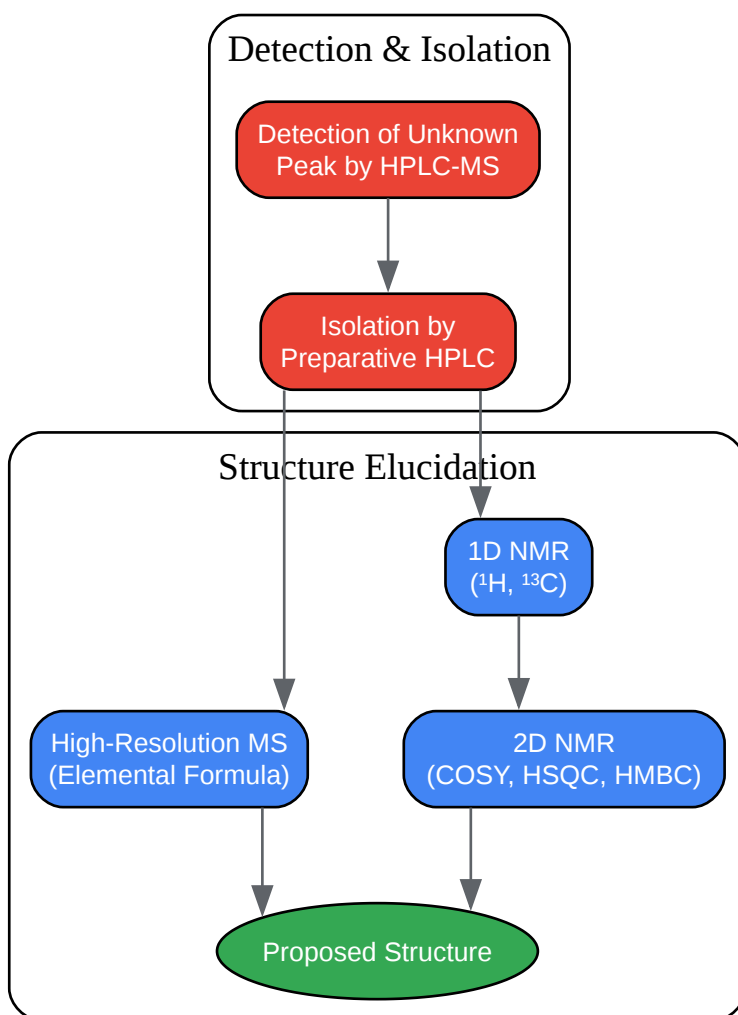 Detection & Isolation
Detection of Unknown
Peak by HPLC-MS
Isolation by
Preparative HPLC
Structure Elucidation
1D NMR
(¹H, ¹³C)
High-Resolution MS
(Elemental Formula)
2D NMR
(COSY, HSQC, HMBC)
Proposed Structure